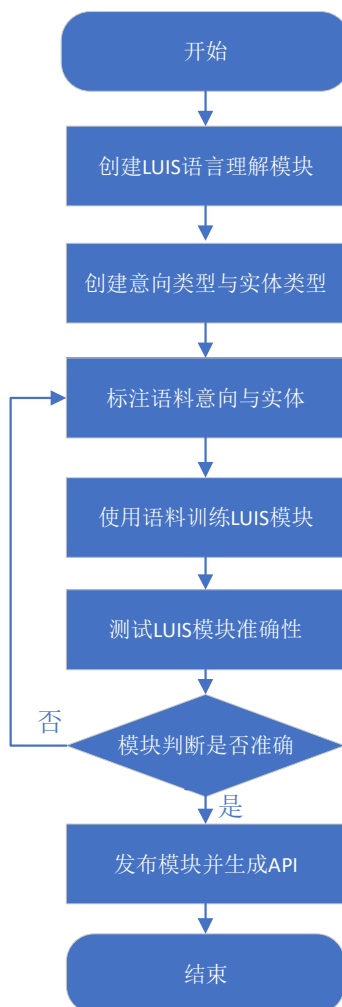 开始
创建LUIS语言理解模块
创建意向类型与实体类型
标注语料意向与实体
使用语料训练LUIS模块
测试LUIS模块准确性
否
模块判断是否准确
是
发布模块并生成API
结束